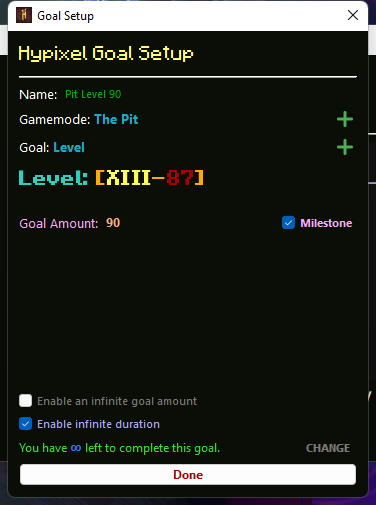 Goal Setup
Hypixel Goal Setup
Name: Pit Level 90
Gamemode: The Pit
Goal: Level
Level: [XIII-87]
Goal Amount: 90
Milestone
Enable an infinite goal amount
Enable infinite duration
You have ∞ left to complete this goal.
CHANGE
Done